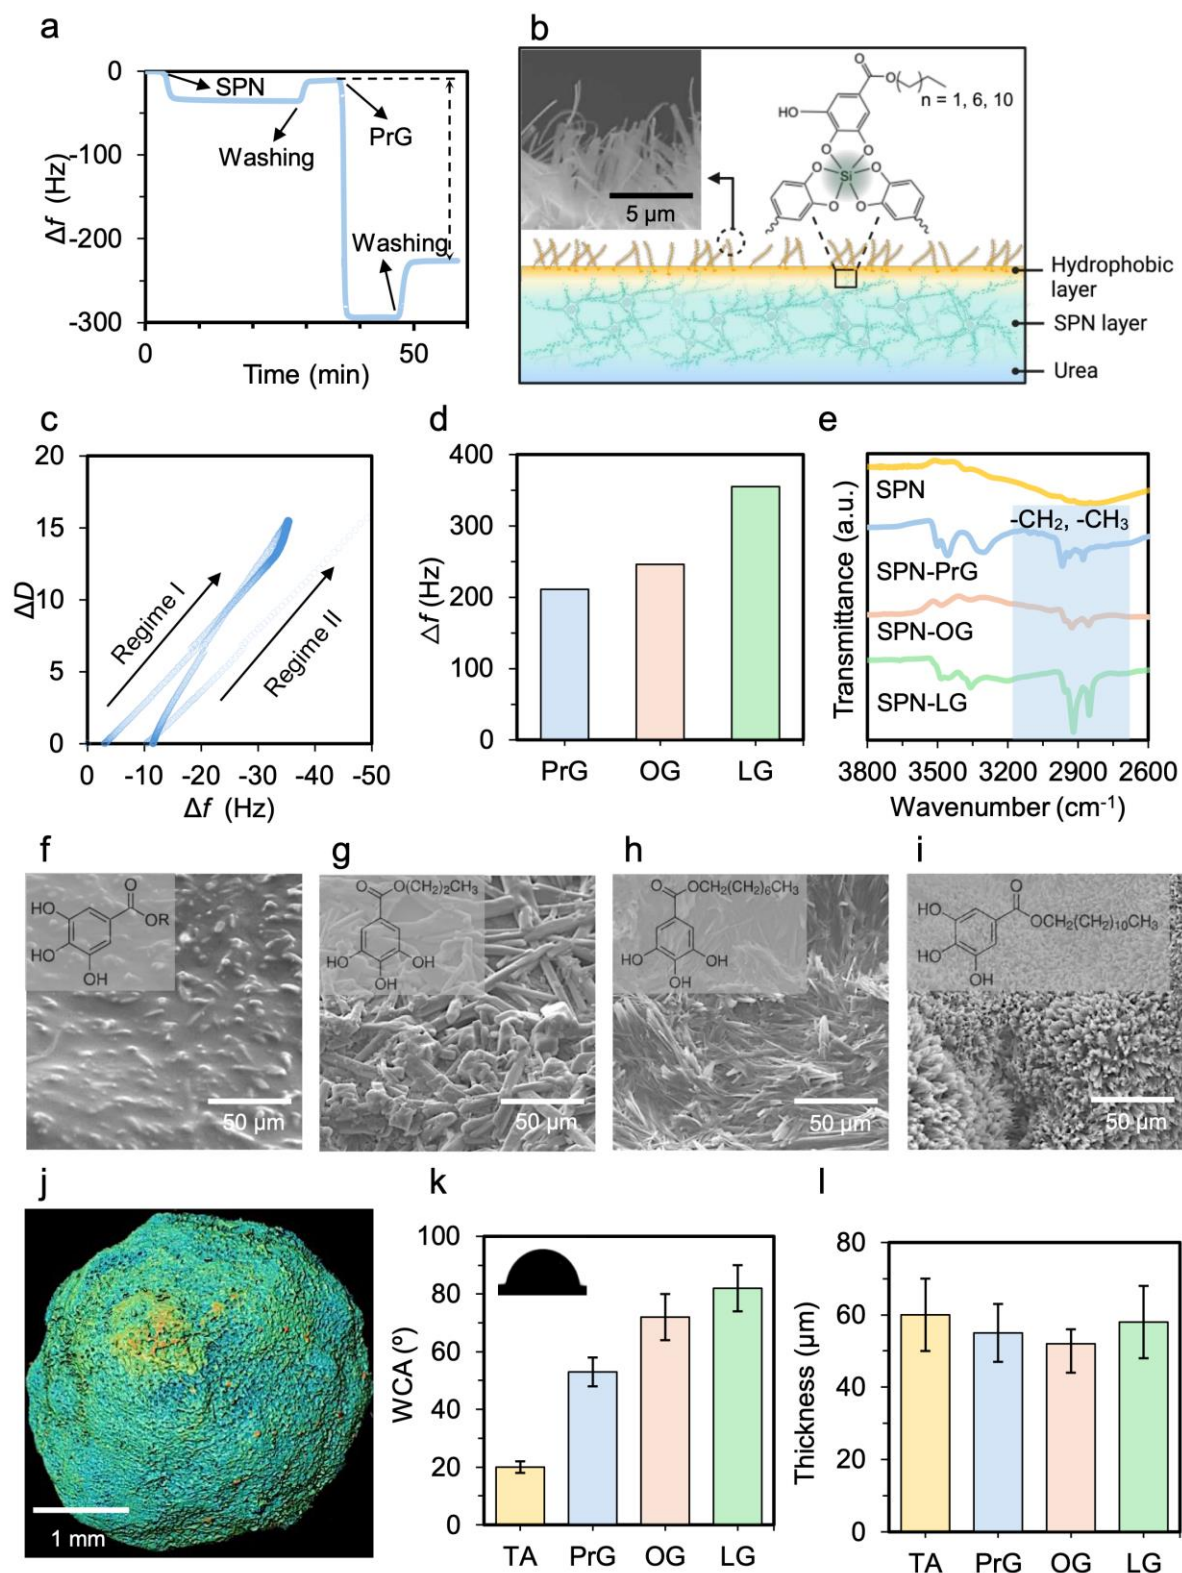 a
0
-100
-200
-300
Δf (Hz)
SPN
Washing
PrG
Washing
0
50
Time (min)
b
5 µm
HO
O
O
n = 1, 6, 10
O
O
O
Si
O
O
O
Hydrophobic
layer
SPN layer
Urea
c
20
15
10
5
0
ΔD
Regime I
Regime II
0 -10 -20 -30 -40 -50
Δf (Hz)
d
400
300
200
100
0
△f (Hz)
PrG OG LG
e
Transmittance (a.u.)
SPN
-CH₂, -CH₃
SPN-PrG
SPN-OG
SPN-LG
3800 3500 3200 2900 2600
Wavenumber (cm⁻¹)
f
O
HO
OR
HO
OH
50 µm
g
O
O(CH₂)₂CH₃
HO
OH
OH
50 µm
h
O
OCH₂(CH₂)₆CH₃
HO
OH
OH
50 µm
i
O
HO
OCH₂(CH₂)₁₀CH₃
HO
OH
50 µm
j
1 mm
k
100
80
60
40
20
0
WCA (º)
TA PrG OG LG
l
80
60
40
20
0
Thickness (µm)
TA PrG OG LG